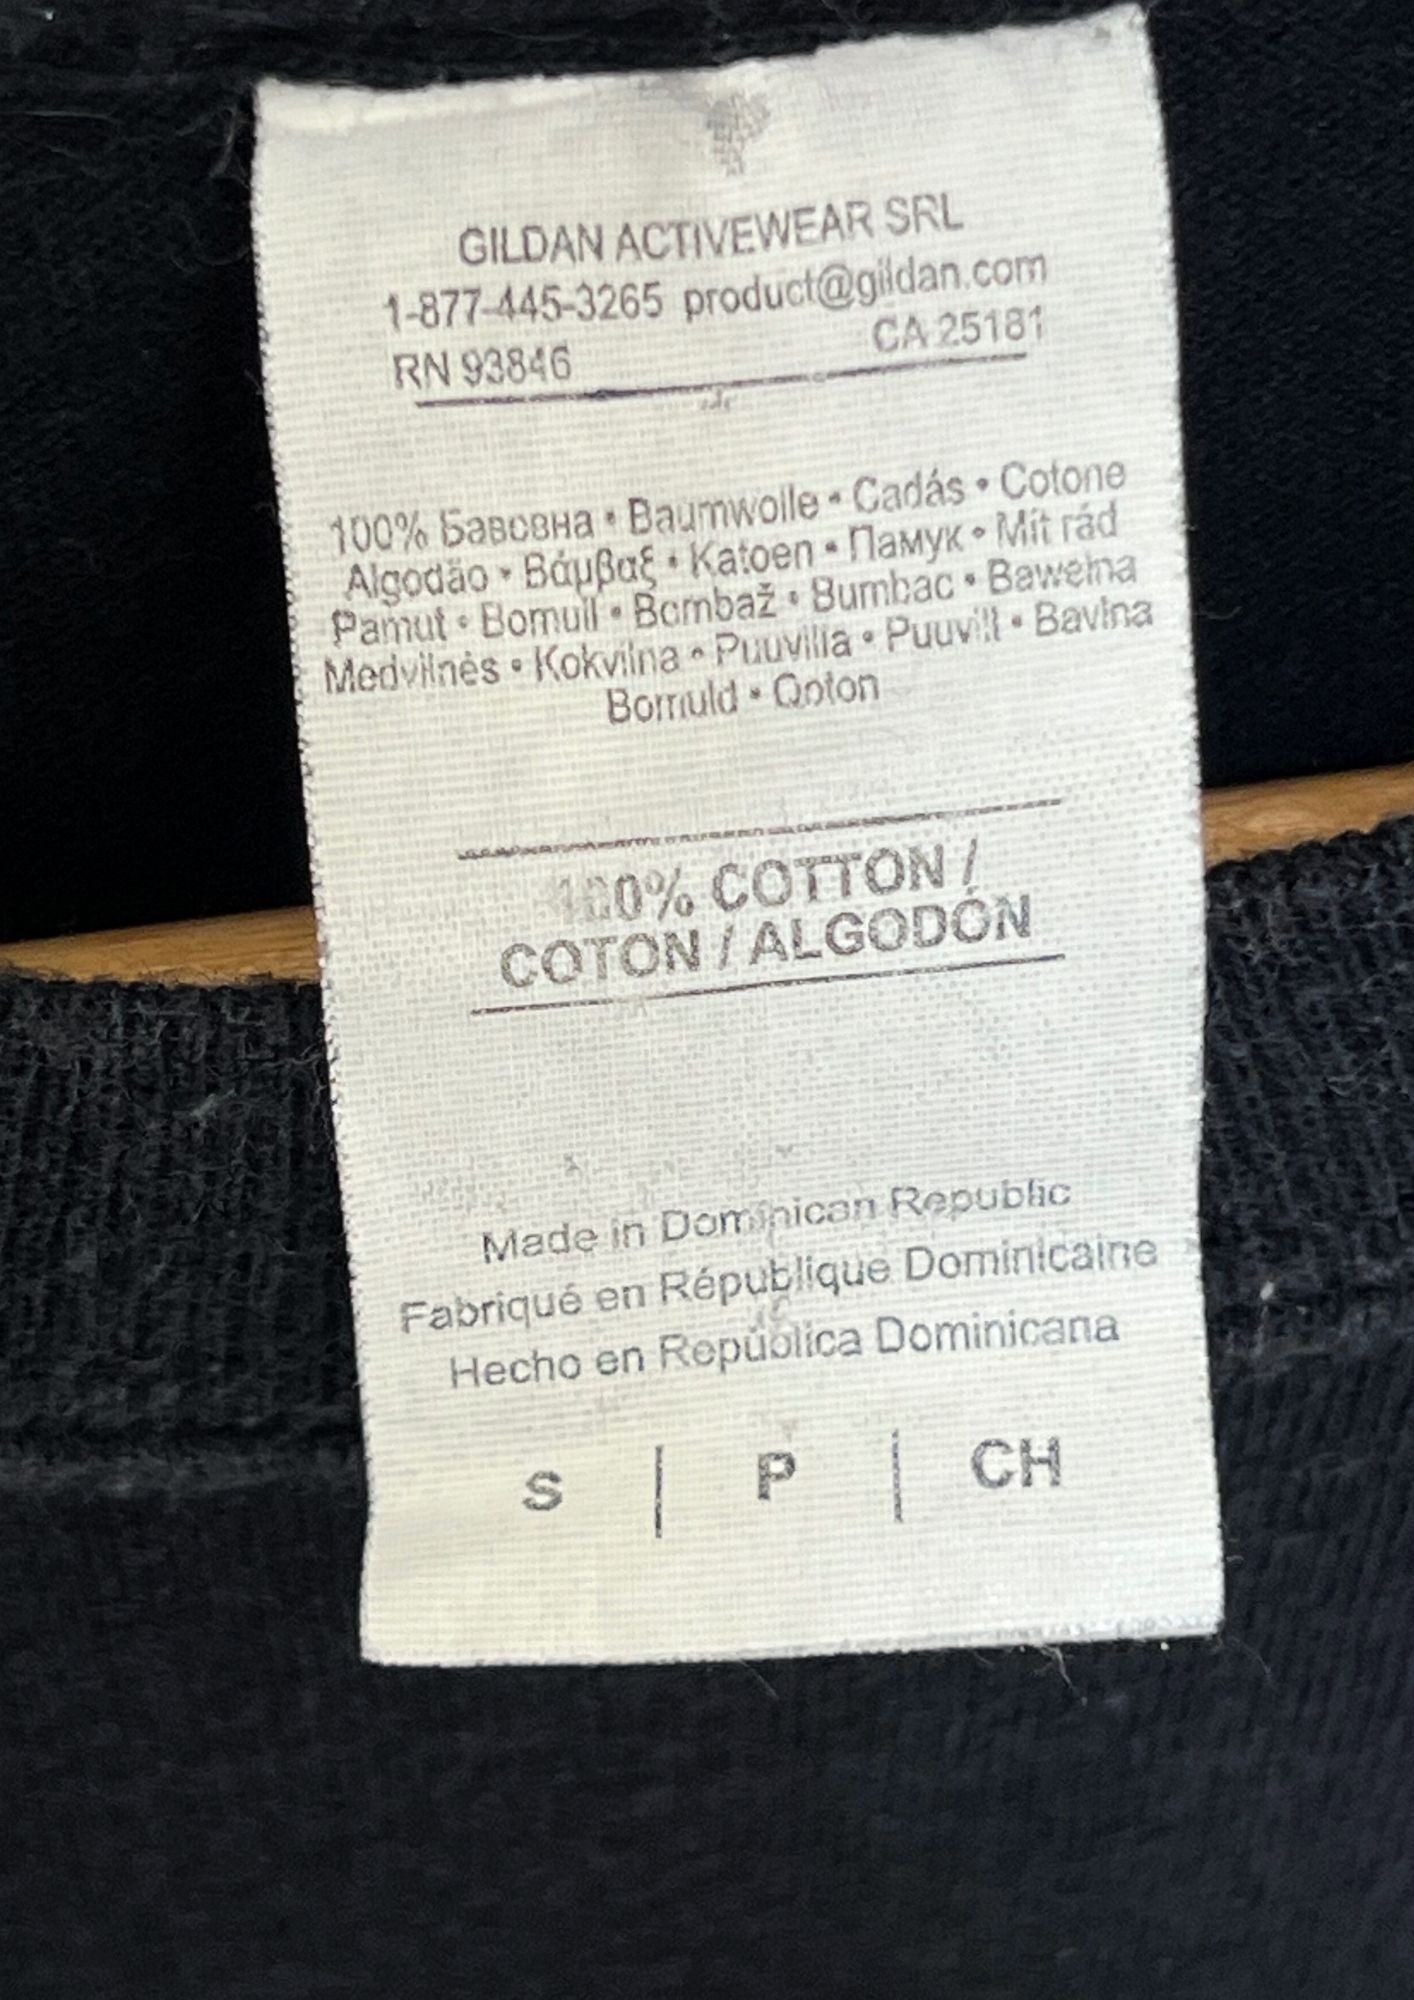 GILDAN ACTIVEWEAR SRL
1-877-445-3265 product@gildan.com
RN 93846 CA 25181
100% Бавовна • Baumwolle • Cadás • Cotone
Algodão • Βάμβαξ • Katoen • Памук • Mit rád
Pamut • Bomull • Bombaž • Bumbac • Bawełna
Medvilnės • Kokvilna • Puuvilla • Puuvill • Bavlna
Bomuld • Qoton
100% COTTON /
COTON / ALGODÓN
Made in Dominican Republic
Fabriqué en République Dominicaine
Hecho en República Dominicana
S | P | CH